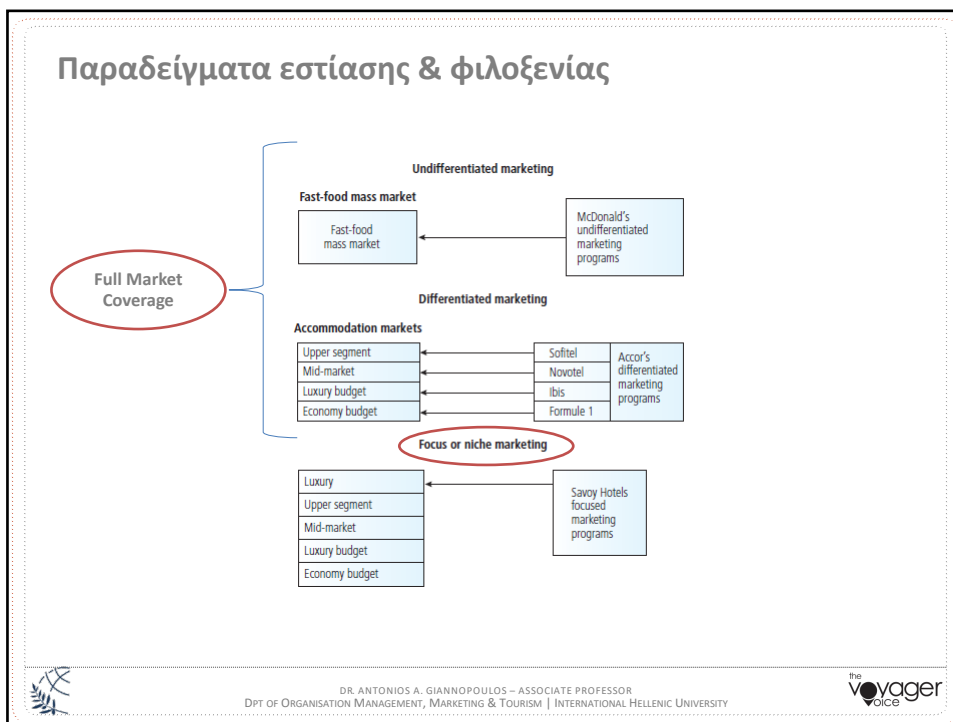 Παραδείγματα εστίασης & φιλοξενίας
Full Market
Coverage
Undifferentiated marketing
Fast-food mass market
Fast-food
mass market
McDonald's
undifferentiated
marketing
programs
Differentiated marketing
Accommodation markets
Upper segment
Mid-market
Luxury budget
Economy budget
Sofitel
Novotel
Ibis
Formule 1
Accor's
differentiated
marketing
programs
Focus or niche marketing
Luxury
Upper segment
Mid-market
Luxury budget
Economy budget
Savoy Hotels
focused
marketing
programs
DR. ANTONIOS A. GIANNOPOULOS – ASSOCIATE PROFESSOR
DPT OF ORGANISATION MANAGEMENT, MARKETING & TOURISM | INTERNATIONAL HELLENIC UNIVERSITY
the
voyager
voice